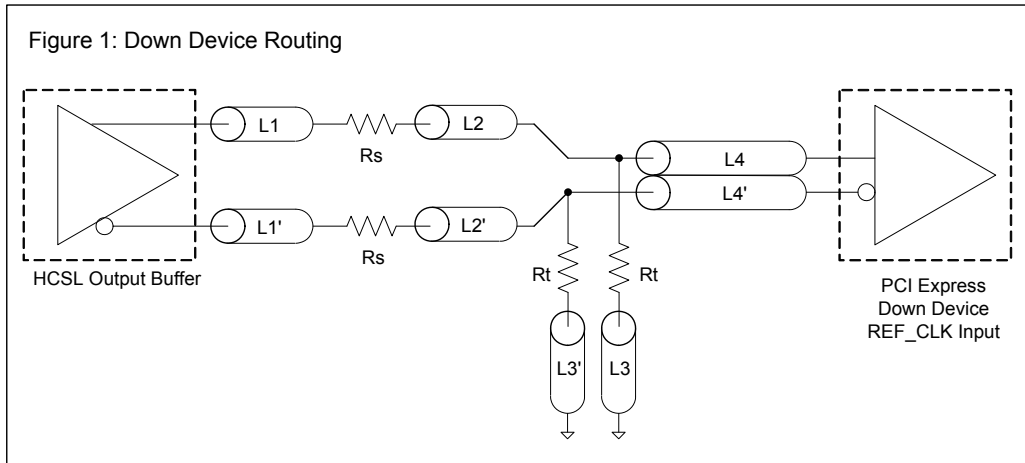 Figure 1: Down Device Routing
L1
Rs
L2
L4
L4'
L1'
Rs
L2'
HCSL Output Buffer
Rt
Rt
L3'
L3
PCI Express
Down Device
REF_CLK Input